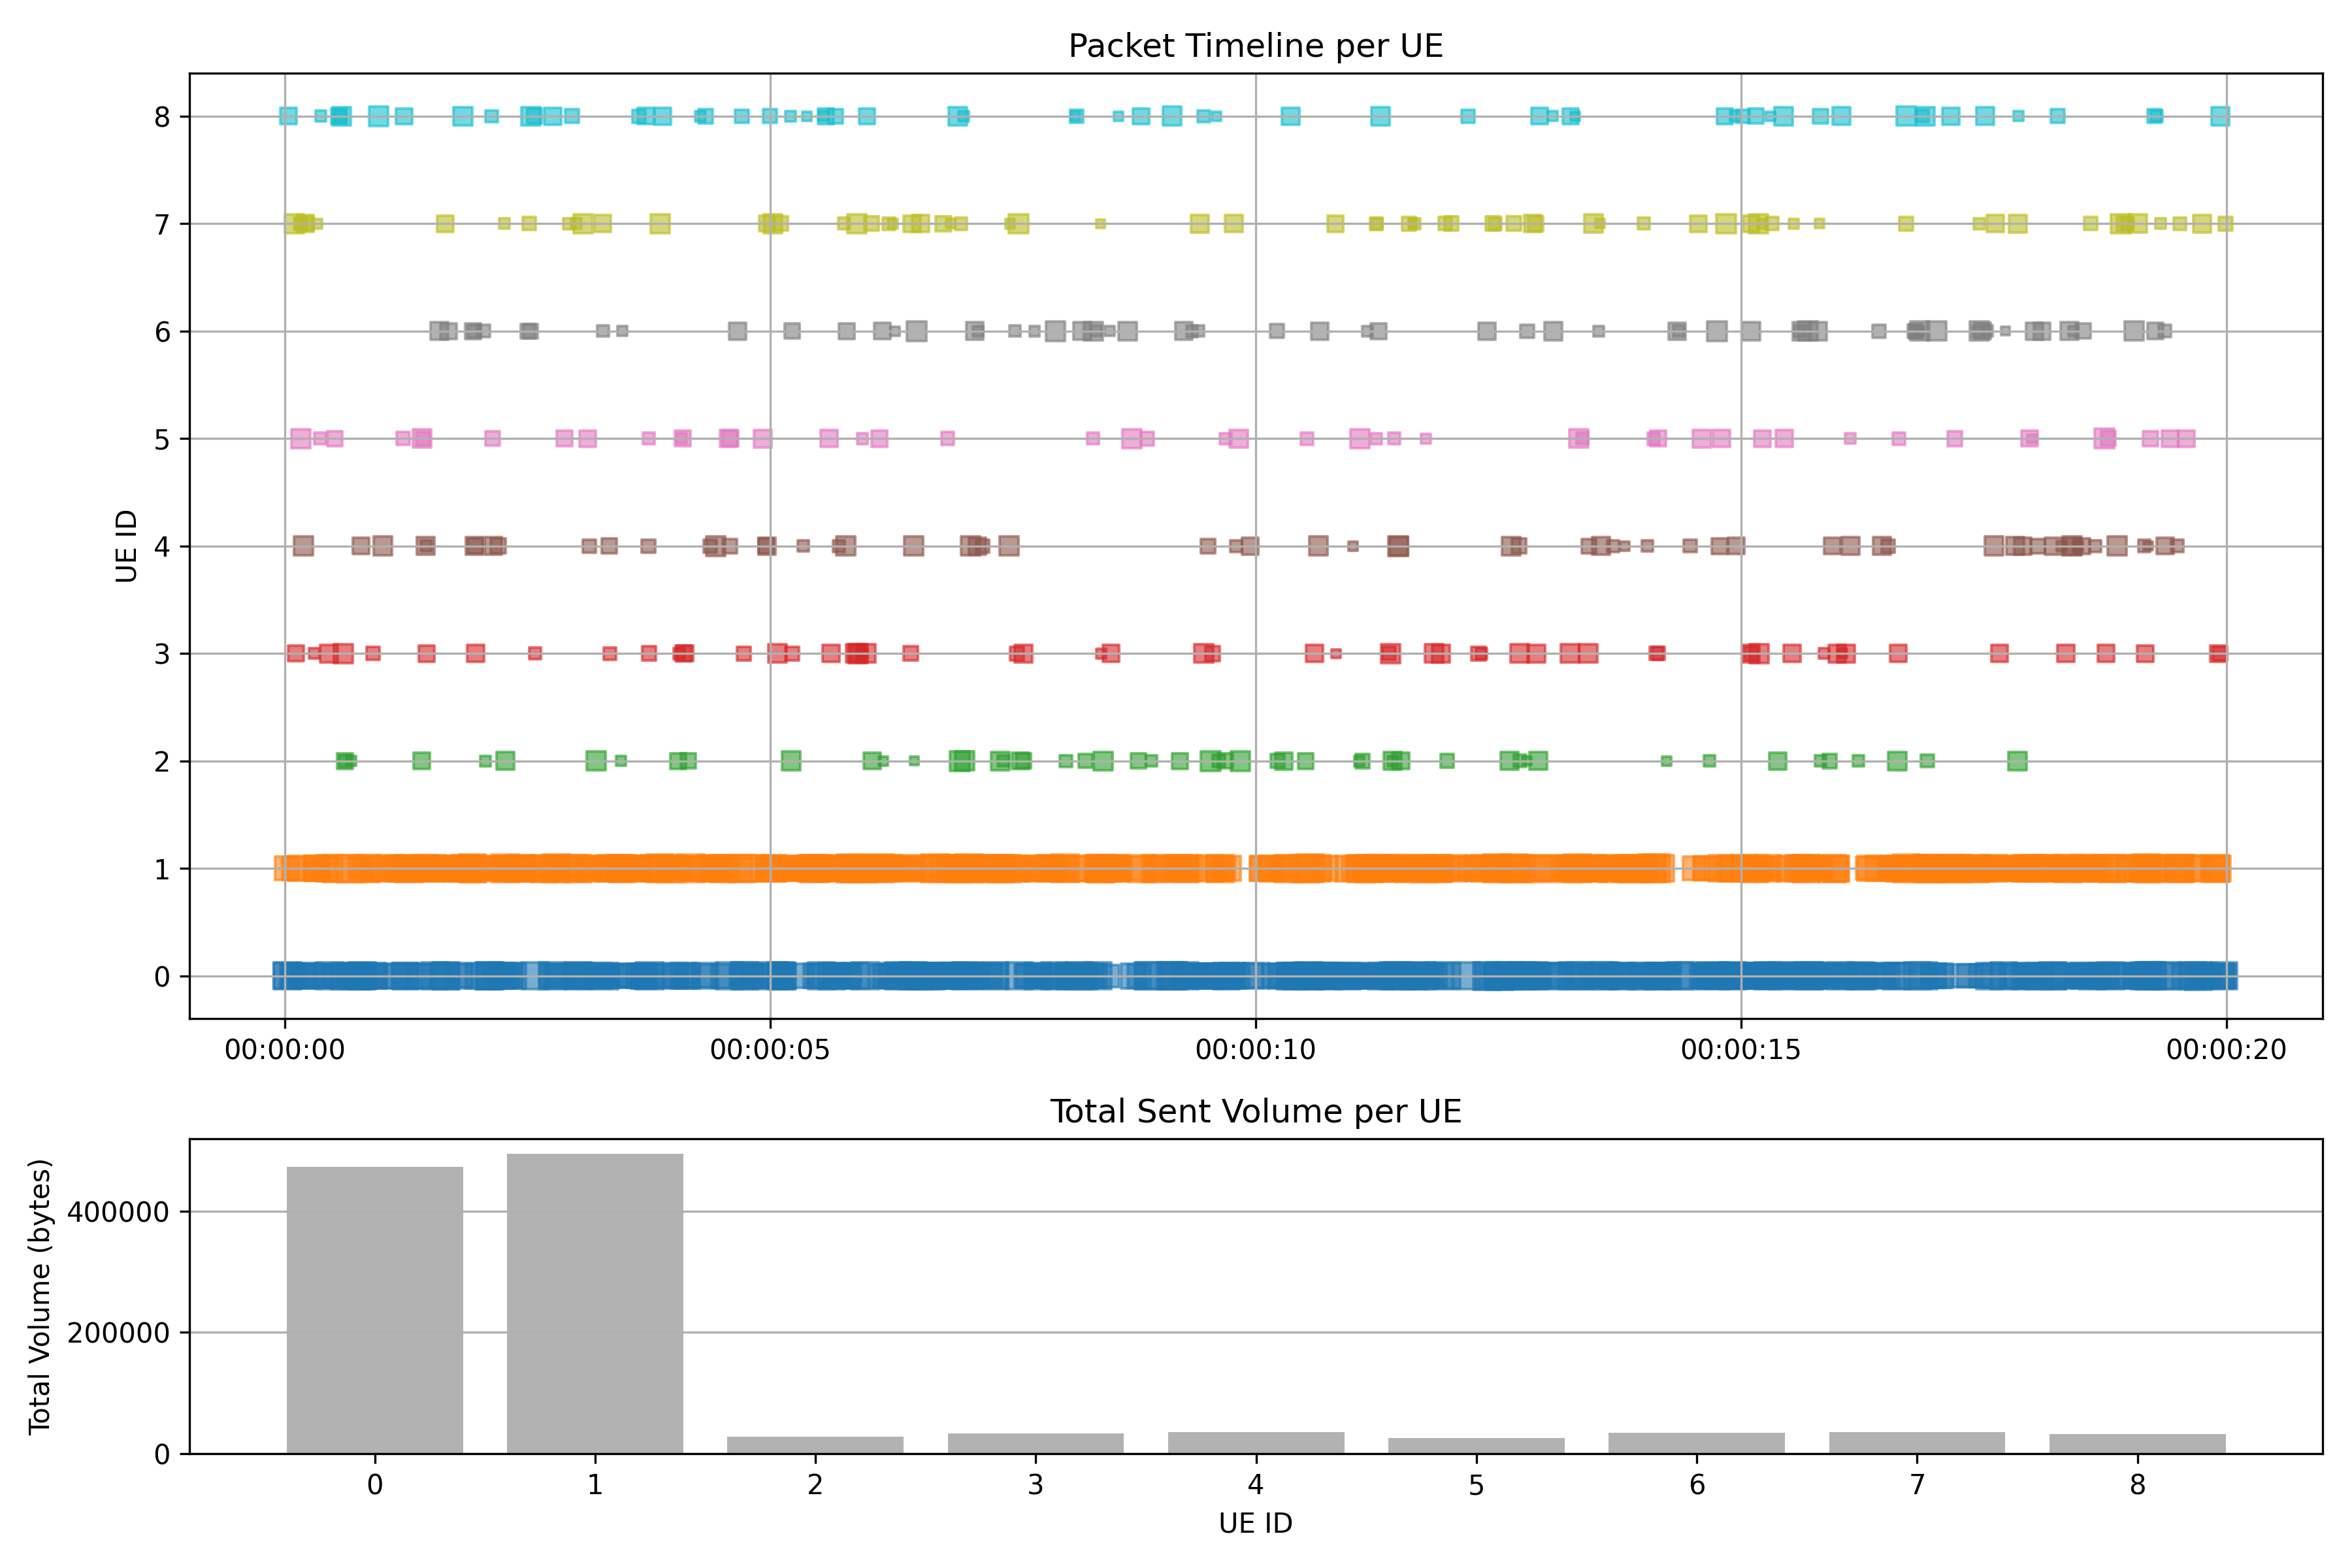 Packet Timeline per UE
UE ID
8
7
6
5
4
3
2
1
0
00:00:00 00:00:05 00:00:10 00:00:15 00:00:20
Total Sent Volume per UE
Total Volume (bytes)
400000
200000
0
0 1 2 3 4 5 6 7 8
UE ID